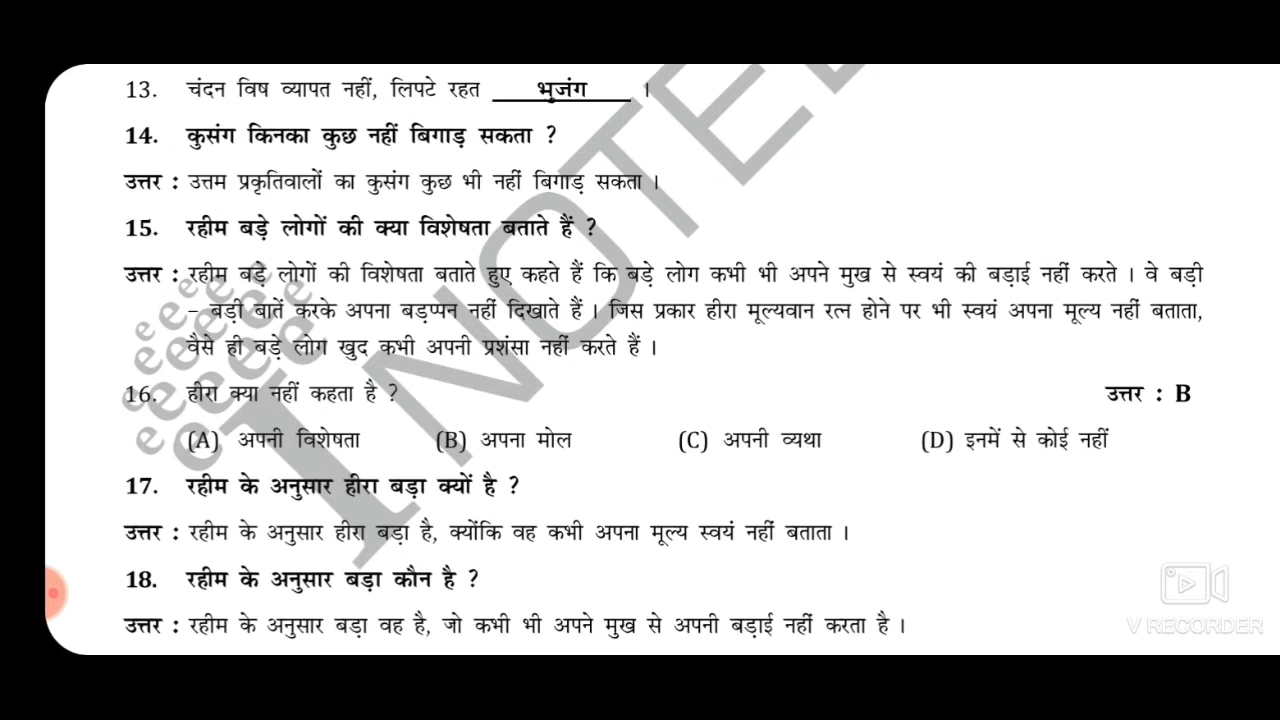 13. चंदन विष व्यापत नहीं, लिपटे रहत भुजंग ।
14. कुसंग किनका कुछ नहीं बिगाड़ सकता ?
उत्तर : उत्तम प्रकृतिवालों का कुसंग कुछ भी नहीं बिगाड़ सकता ।
15. रहीम बड़े लोगों की क्या विशेषता बताते हैं ?
उत्तर : रहीम बड़े लोगों की विशेषता बताते हुए कहते हैं कि बड़े लोग कभी भी अपने मुख से स्वयं की बड़ाई नहीं करते । वे बड़ी
– बड़ी बातें करके अपना बड़प्पन नहीं दिखाते हैं । जिस प्रकार हीरा मूल्यवान रत्न होने पर भी स्वयं अपना मूल्य नहीं बताता,
वैसे ही बड़े लोग खुद कभी अपनी प्रशंसा नहीं करते हैं ।
16. हीरा क्या नहीं कहता है ? उत्तर : B
(A) अपनी विशेषता (B) अपना मोल (C) अपनी व्यथा (D) इनमें से कोई नहीं
17. रहीम के अनुसार हीरा बड़ा क्यों है ?
उत्तर : रहीम के अनुसार हीरा बड़ा है, क्योंकि वह कभी अपना मूल्य स्वयं नहीं बताता ।
18. रहीम के अनुसार बड़ा कौन है ?
उत्तर : रहीम के अनुसार बड़ा वह है, जो कभी भी अपने मुख से अपनी बड़ाई नहीं करता है ।
V RECORDER